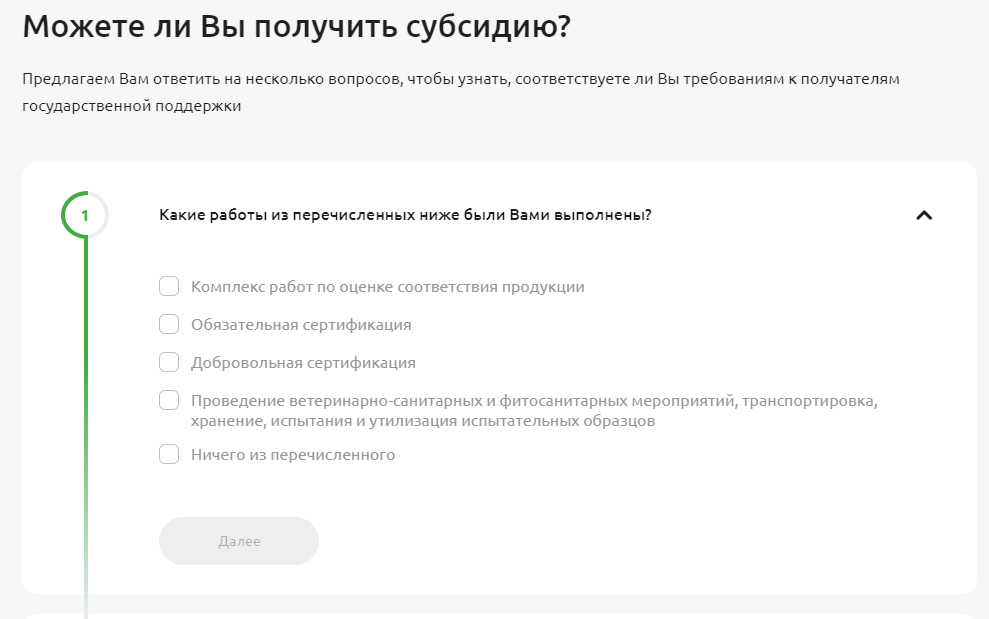 Можете ли Вы получить субсидию?
Предлагаем Вам ответить на несколько вопросов, чтобы узнать, соответствуете ли Вы требованиям к получателям
государственной поддержки
1
Какие работы из перечисленных ниже были Вами выполнены?
Комплекс работ по оценке соответствия продукции
Обязательная сертификация
Добровольная сертификация
Проведение ветеринарно-санитарных и фитосанитарных мероприятий, транспортировка,
хранение, испытания и утилизация испытательных образцов
Ничего из перечисленного
Далее